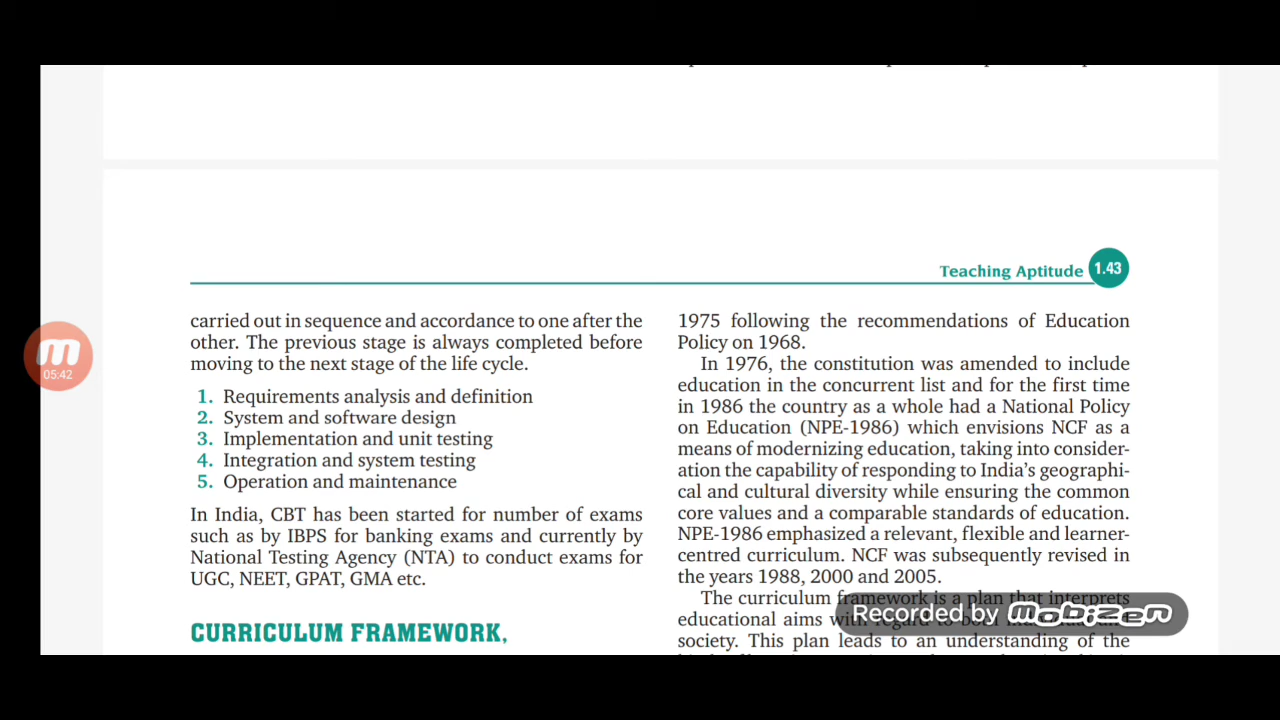 Teaching Aptitude 1.43
carried out in sequence and accordance to one after the
other. The previous stage is always completed before
moving to the next stage of the life cycle.
1. Requirements analysis and definition
2. System and software design
3. Implementation and unit testing
4. Integration and system testing
5. Operation and maintenance
In India, CBT has been started for number of exams
such as by IBPS for banking exams and currently by
National Testing Agency (NTA) to conduct exams for
UGC, NEET, GPAT, GMA etc.
CURRICULUM FRAMEWORK,
1975 following the recommendations of Education
Policy on 1968.
In 1976, the constitution was amended to include
education in the concurrent list and for the first time
in 1986 the country as a whole had a National Policy
on Education (NPE-1986) which envisions NCF as a
means of modernizing education, taking into consider-
ation the capability of responding to India's geographi-
cal and cultural diversity while ensuring the common
core values and a comparable standards of education.
NPE-1986 emphasized a relevant, flexible and learner-
centred curriculum. NCF was subsequently revised in
the years 1988, 2000 and 2005.
The curriculum framework is a plan that interprets
educational aims with regard to both
society. This plan leads to an understanding of the
05:42
Recorded by mobizen